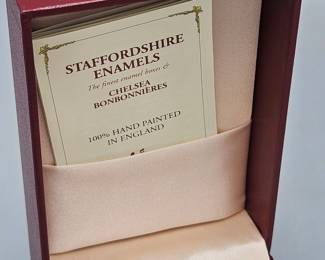 STAFFORDSHIRE
ENAMELS
The finest enamel boxes &
CHELSEA
BONBONNIÈRES
100% HAND PAINTED
IN ENGLAND